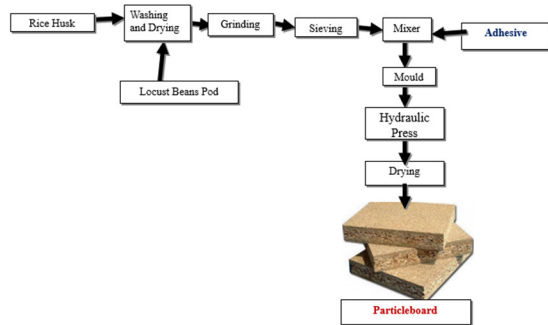 Rice Husk
Washing
and Drying
Grinding
Sieving
Mixer
Adhesive
Locust Beans Pod
Mould
Hydraulic
Press
Drying
Particleboard